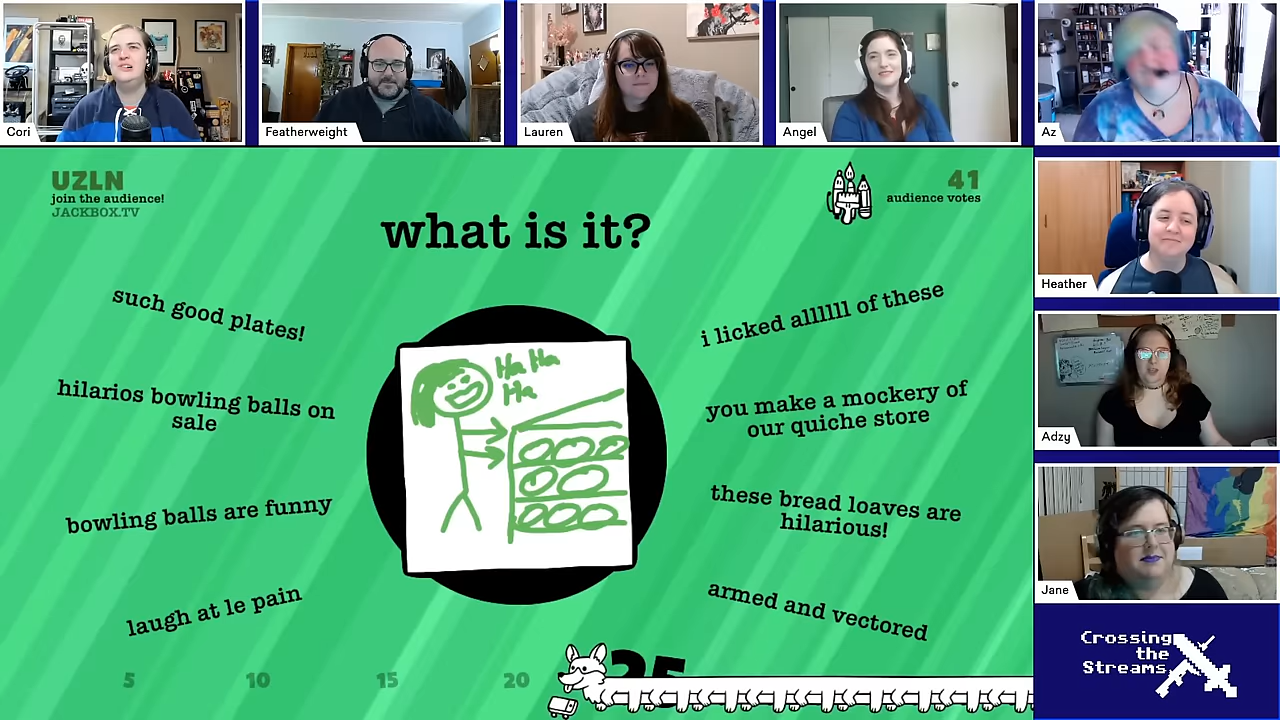 Cori
Featherweight
Lauren
Angel
Az
UZLN
join the audience!
JACKBOX.TV
41
audience votes
what is it?
such good plates!
hilarios bowling balls on
sale
bowling balls are funny
laugh at le pain
Ha Ha
Ha
i licked allllll of these
you make a mockery of
our quiche store
these bread loaves are
hilarious!
armed and vectored
5
10
15
20
25
Heather
Adzy
Jane
Crossing
the
Streams